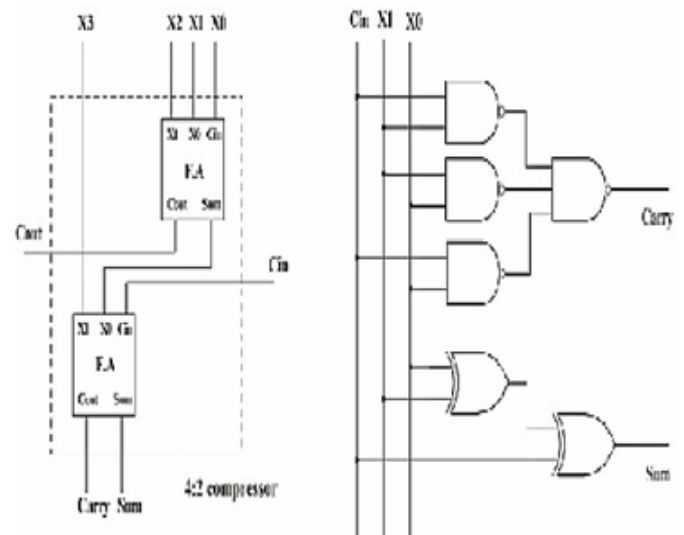 X3 X2 X1 X0
X1 X0 Cin
F.A
Cout Sum
Cout
Cin
X1 X0 Cin
F.A
Cout Sum
Carry Sum
4:2 compressor
Cin X1 X0
Carry
Sum